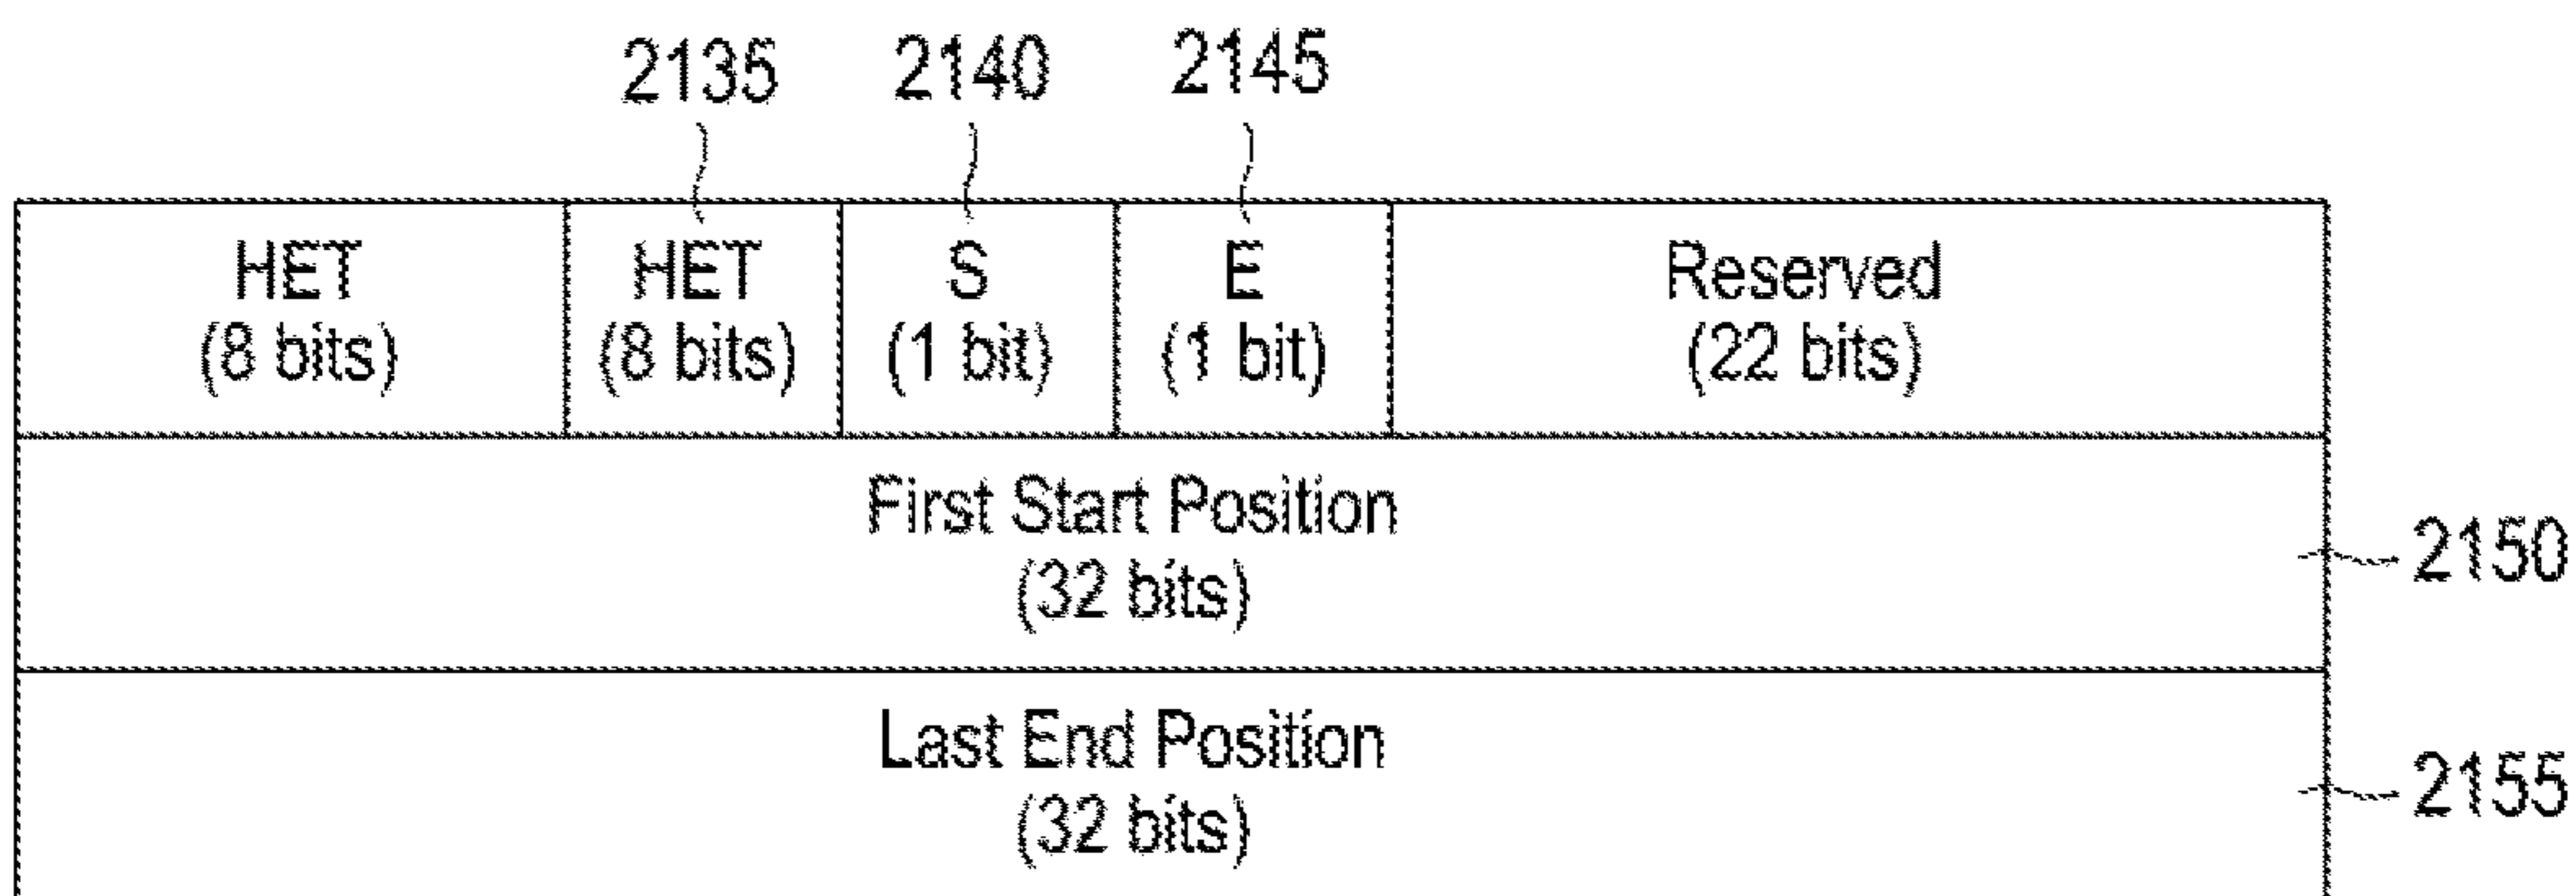 2135 2140 2145
HET HET S E Reserved
(8 bits) (8 bits) (1 bit) (1 bit) (22 bits)
First Start Position
(32 bits)
2150
Last End Position
(32 bits)
2155